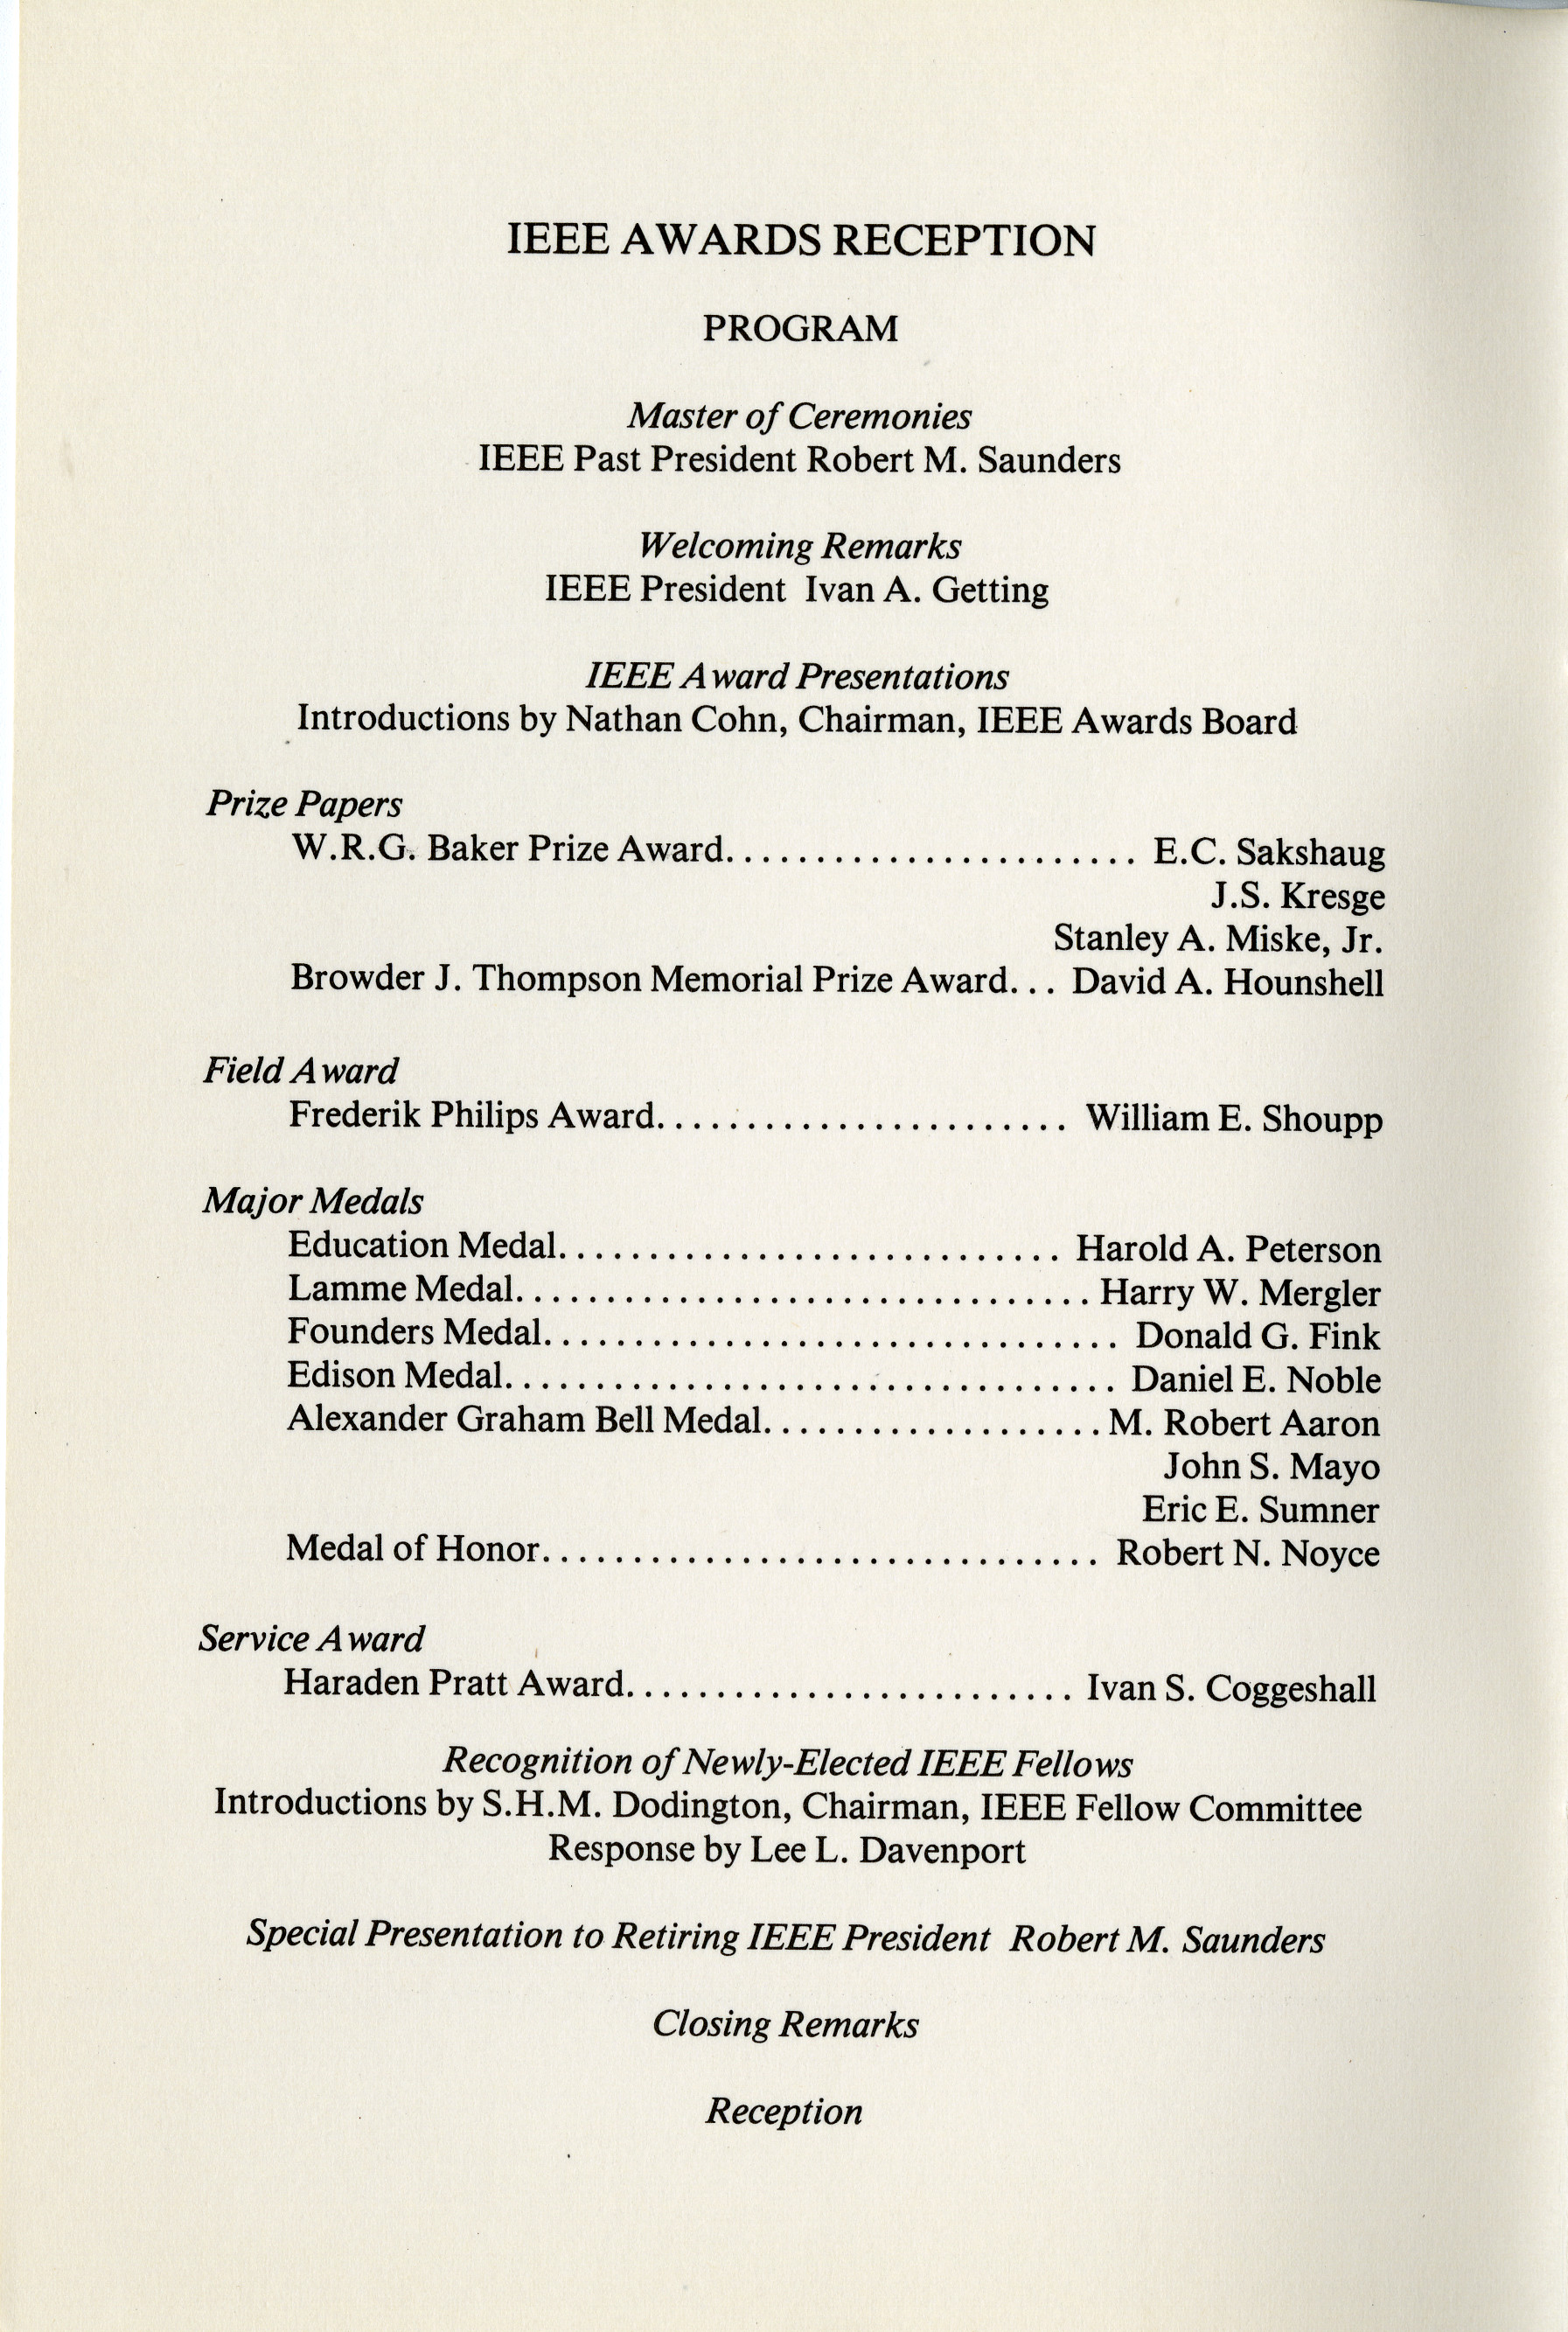 IEEE AWARDS RECEPTION
PROGRAM
Master of Ceremonies
IEEE Past President Robert M. Saunders
Welcoming Remarks
IEEE President Ivan A. Getting
IEEE Award Presentations
Introductions by Nathan Cohn, Chairman, IEEE Awards Board
Prize Papers
W.R.G. Baker Prize Award....................... E.C. Sakshaug
J.S. Kresge
Stanley A. Miske, Jr.
Browder J. Thompson Memorial Prize Award... David A. Hounshell
Field Award
Frederik Philips Award....................... William E. Shoupp
Major Medals
Education Medal............................ Harold A. Peterson
Lamme Medal................................ Harry W. Mergler
Founders Medal................................ Donald G. Fink
Edison Medal.................................. Daniel E. Noble
Alexander Graham Bell Medal................... M. Robert Aaron
John S. Mayo
Eric E. Sumner
Medal of Honor............................... Robert N. Noyce
Service Award
Haraden Pratt Award......................... Ivan S. Coggeshall
Recognition of Newly-Elected IEEE Fellows
Introductions by S.H.M. Dodington, Chairman, IEEE Fellow Committee
Response by Lee L. Davenport
Special Presentation to Retiring IEEE President Robert M. Saunders
Closing Remarks
Reception